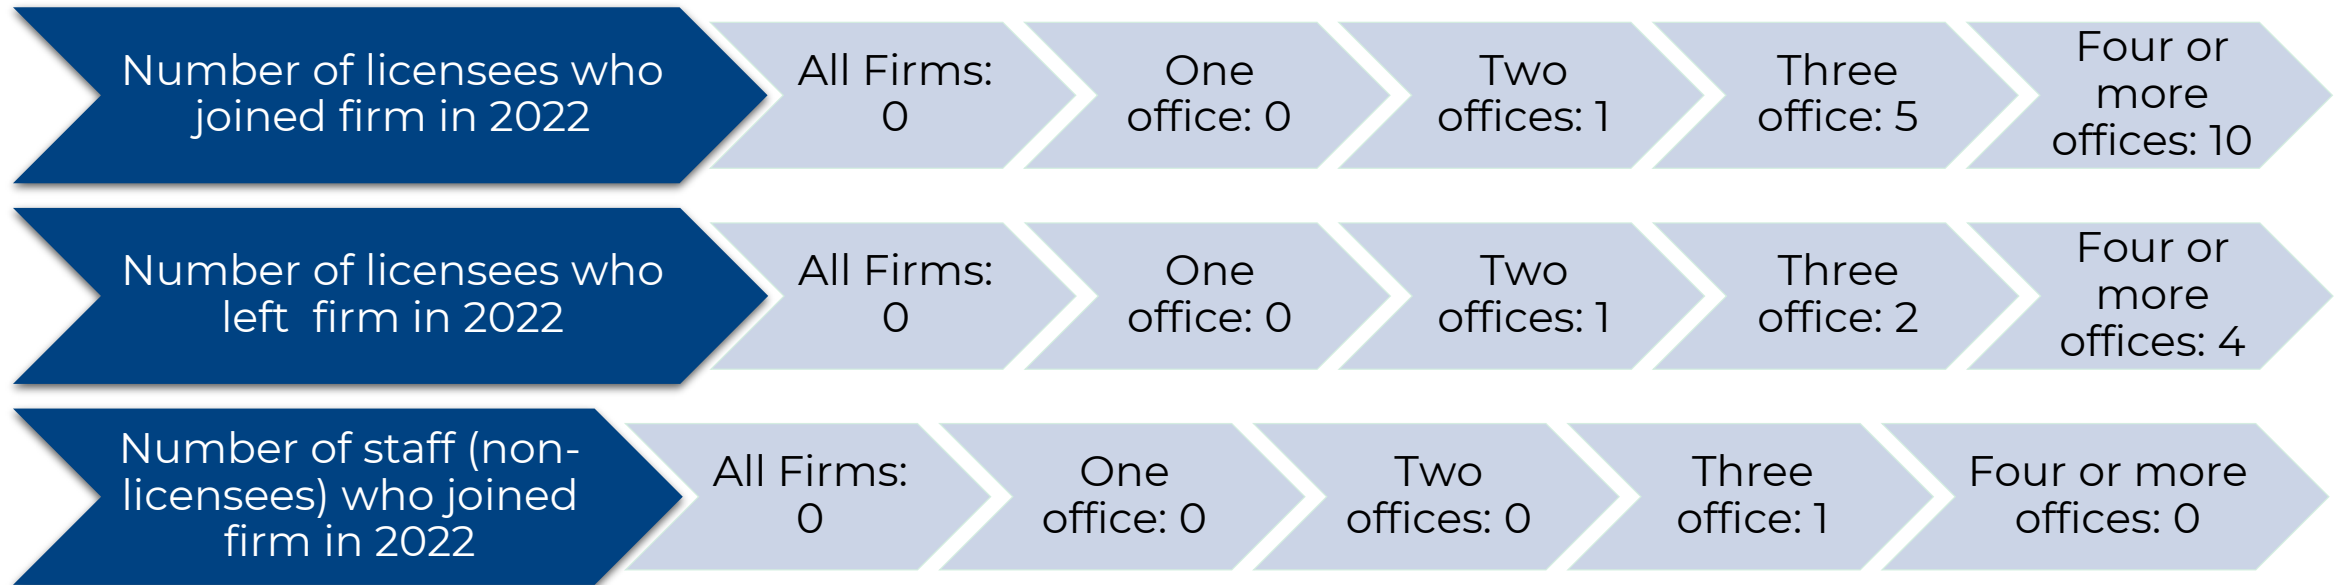 Number of licensees who
joined firm in 2022
All Firms:
0
One
office: 0
Two
offices: 1
Three
office: 5
Four or
more
offices: 10
Number of licensees who
left  firm in 2022
All Firms:
0
One
office: 0
Two
offices: 1
Three
office: 2
Four or
more
offices: 4
Number of staff (non-
licensees) who joined
firm in 2022
All Firms:
0
One
office: 0
Two
offices: 0
Three
office: 1
Four or more
offices: 0